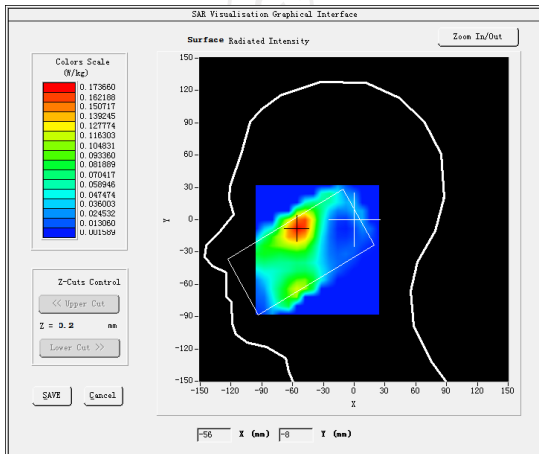 SAR Visualisation Graphical Interface
Surface Radiated Intensity
Zoom In/Out
Colors Scale
(W/kg)
0.173660
0.162188
0.150717
0.139245
0.127774
0.116303
0.104831
0.093360
0.081889
0.070417
0.058946
0.047474
0.036003
0.024532
0.013060
0.001589
150
120
90
60
30
0
-30
-60
-90
-120
-150
Y
-150 -120 -90 -60 -30 0 30 60 90 120 150
X
Z-Cuts Control
<< Upper Cut
Z = 0.2 mm
Lower Cut >>
SAVE Cancel
-56 X (mm) -8 Y (mm)